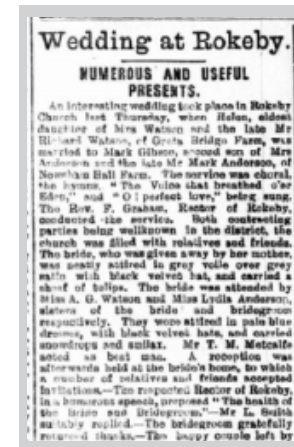 Wedding at Rokeby.
NUMEROUS AND USEFUL
PRESENTS.
An interesting wedding took place in Rokeby
Church last Thursday, when Helen, eldest
daughter of Mrs Watson and the late Mr
Richard Watson, of Greta Bridge Farm, was
married to Mark Gibson, second son of Mrs
Anderson and the late Mr Mark Anderson, of
Newsham Hall Farm. The service was choral,
the hymns, "The Voice that breathed o'er
Eden," and "O! perfect love," being sung.
The Rev. F. Graham, Rector of Rokeby,
conducted the service. Both contracting
parties being wellknown in the district, the
church was filled with relatives and friends.
The bride, who was given away by her mother,
was neatly attired in grey voile over grey
satin with black velvet hat, and carried a
sheaf of tulips. The bride was attended by
Miss A. G. Watson and Miss Lydia Anderson,
sisters of the bride and bridegroom
respectively. They were attired in pale blue
dresses, with black velvet hats, and carried
snowdrops and smilax. Mr T. M. Metcalfe
acted as best man. A reception was
afterwards held at the bride's home, to which
a number of relatives and friends accepted
invitations.—The respected Rector of Rokeby,
in a humorous speech, proposed "The health of
the Bride and Bridegroom."—Mr L. Smith
suitably replied.—The bridegroom gratefully
returned thanks.—The happy couple left by